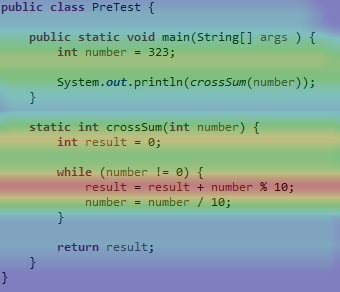 public class PreTest {
public static void main(String[] args ) {
int number = 323;
System.out.println(crossSum(number));
}
static int crossSum(int number) {
int result = 0;
while (number != 0) {
result = result + number % 10;
number = number / 10;
}
return result;
}
}